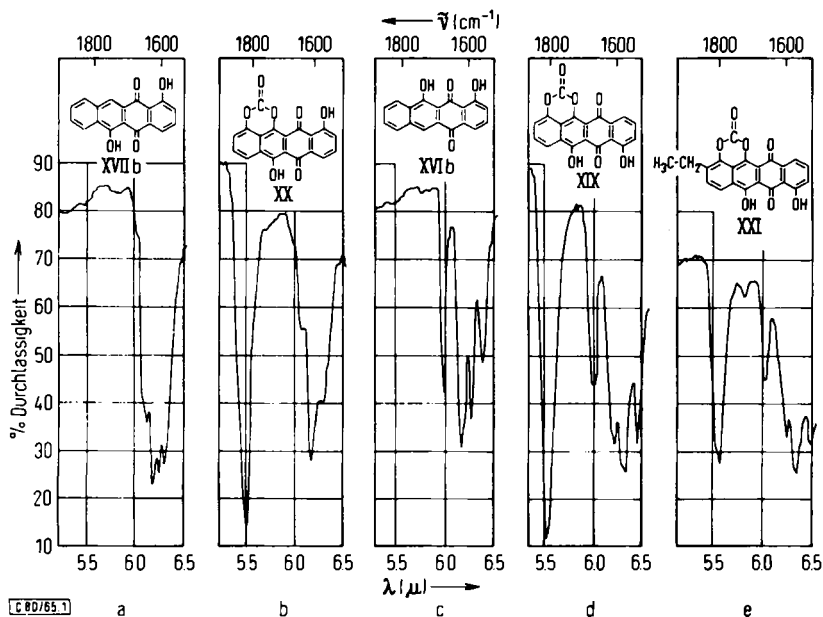 ← ṽ (cm⁻¹)
1800 1600 1800 1600 1800 1600 1800 1600 1800 1600
O OH OH O
XVII b
O C O O O OH OH O
XX
OH O OH O
XVI b
O C O O O OH O OH
XIX
O C O O O H₃C-CH₂ OH O OH
XXI
% Durchlässigkeit →
90
80
70
60
50
40
30
20
10
5.5 6.0 6.5 5.5 6.0 6.5 5.5 6.0 6.5 5.5 6.0 6.5 5.5 6.0 6.5
λ (μ) →
C 80/65.1 a b c d e